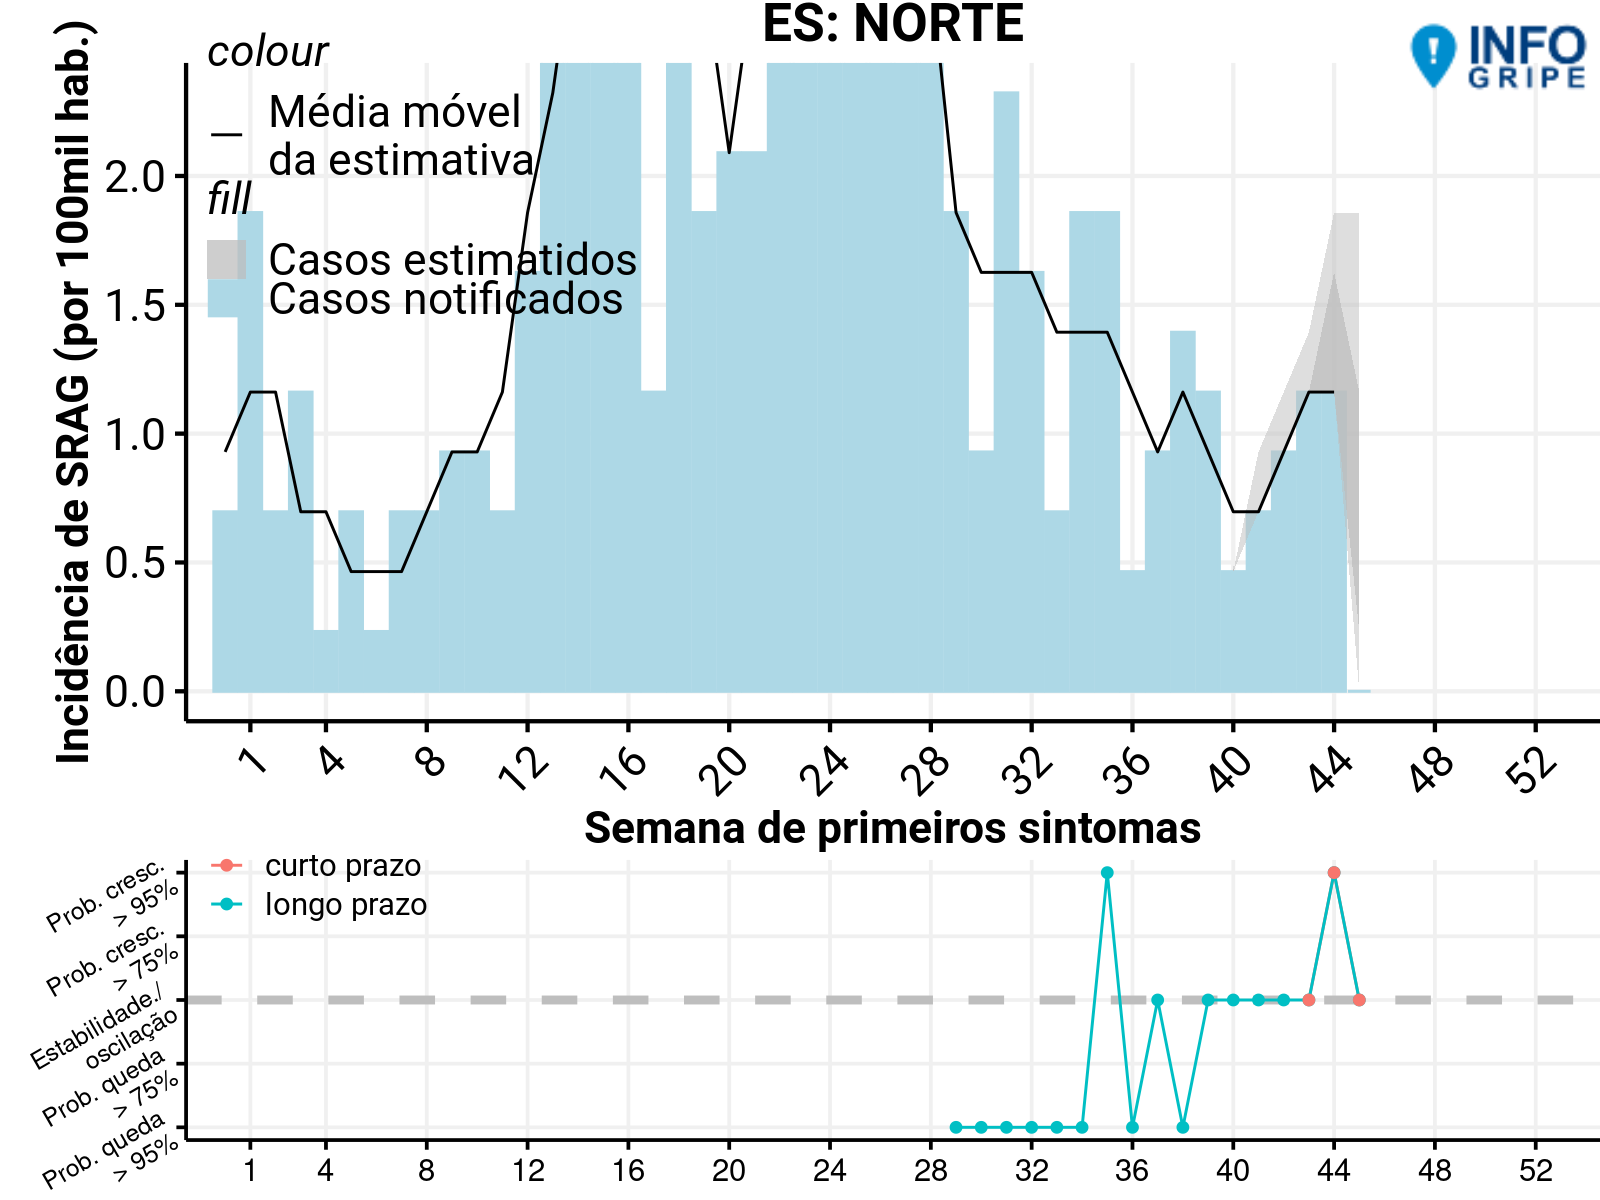 ES: NORTE
INFO
GRIPE
colour
Média móvel
da estimativa
fill
Casos estimatidos
Casos notificados
Incidência de SRAG (por 100mil hab.)
2.0
1.5
1.0
0.5
0.0
1 4 8 12 16 20 24 28 32 36 40 44 48 52
Semana de primeiros sintomas
curto prazo
longo prazo
Prob. cresc.
> 95%
Prob. cresc.
> 75%
Estabilidade./
oscilação
Prob. queda
> 75%
Prob. queda
> 95%
1 4 8 12 16 20 24 28 32 36 40 44 48 52